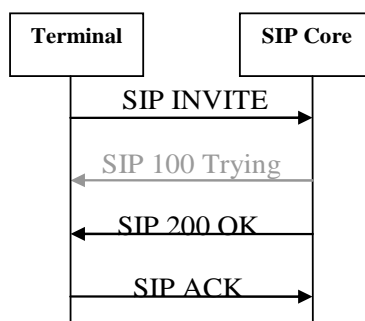 Terminal
SIP Core
SIP INVITE
SIP 100 Trying
SIP 200 OK
SIP ACK